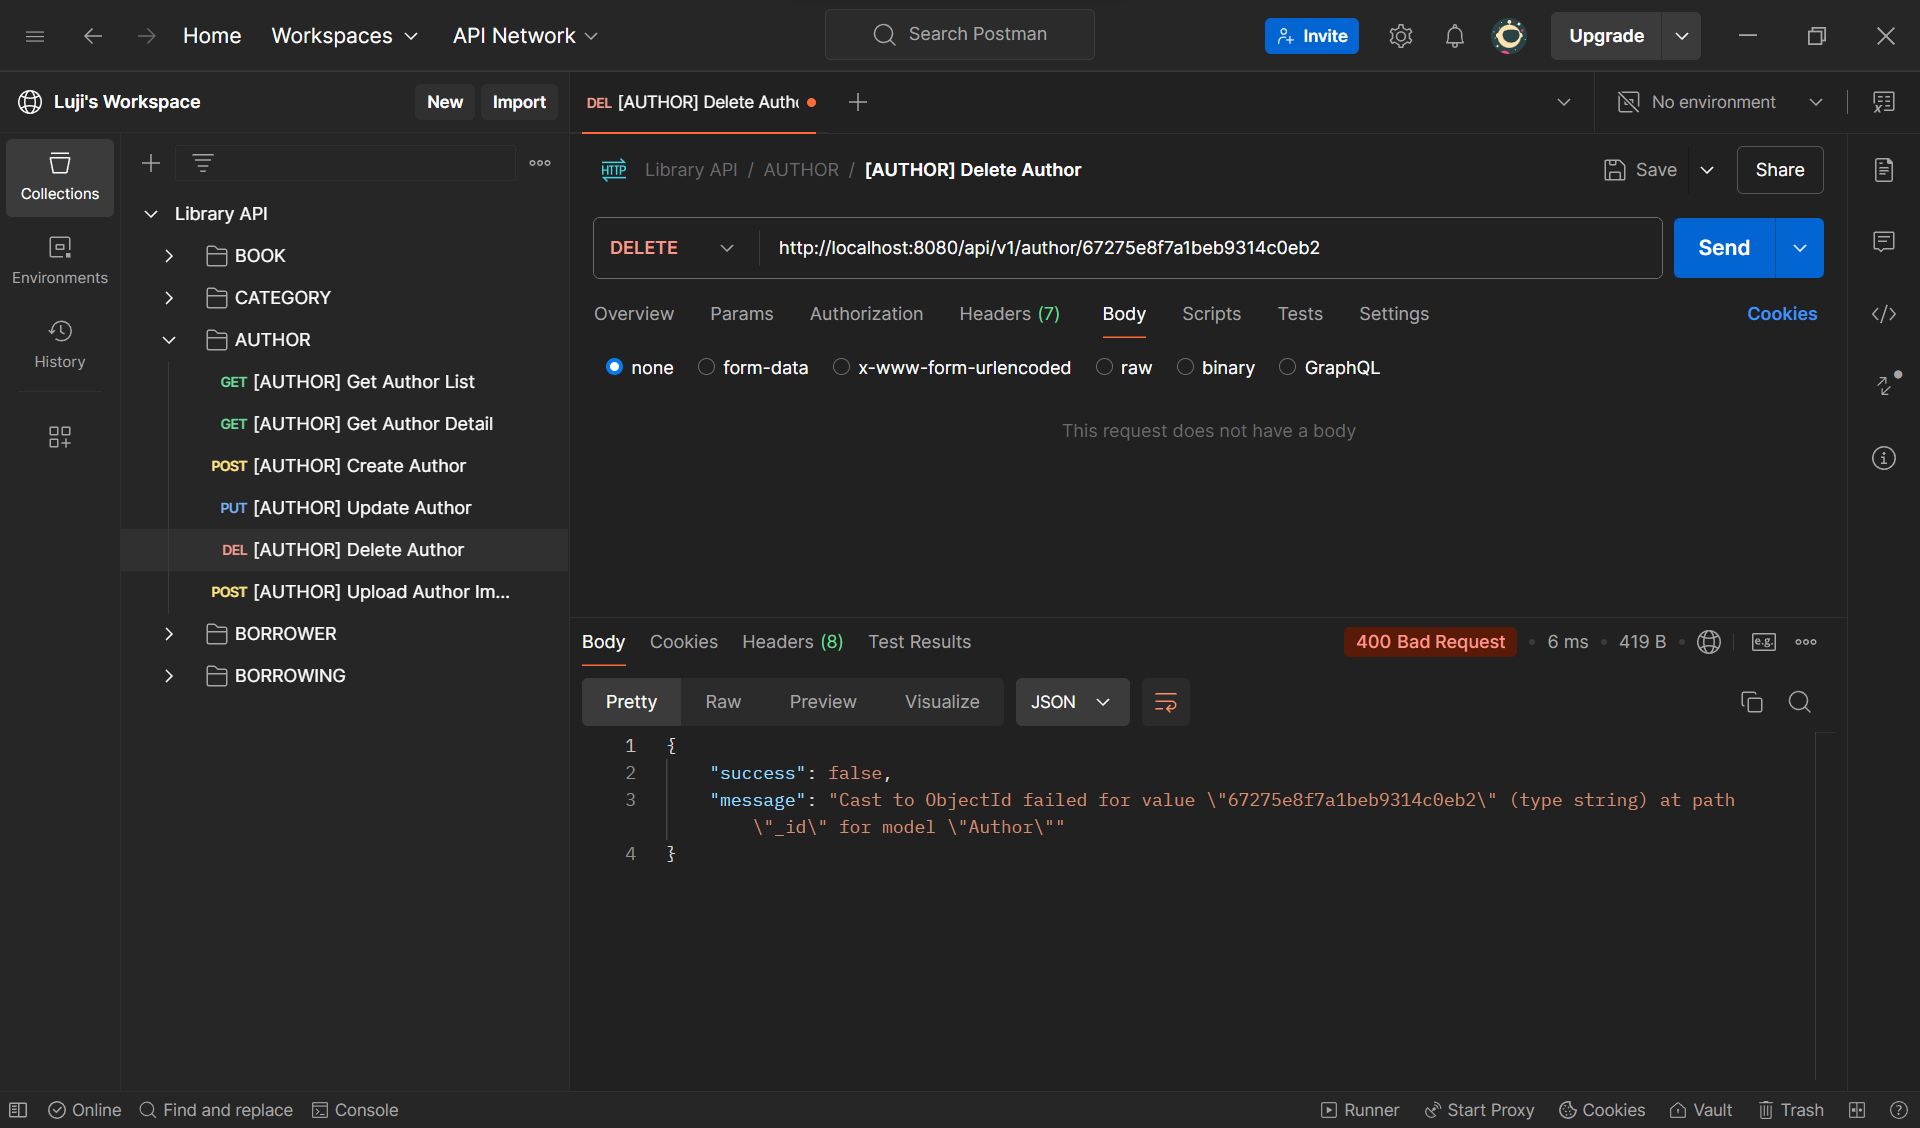 Home Workspaces API Network Search Postman Invite Upgrade
Luji's Workspace New Import
DEL [AUTHOR] Delete Autho No environment
Collections
Environments
History
Library API
BOOK
CATEGORY
AUTHOR
GET [AUTHOR] Get Author List
GET [AUTHOR] Get Author Detail
POST [AUTHOR] Create Author
PUT [AUTHOR] Update Author
DEL [AUTHOR] Delete Author
POST [AUTHOR] Upload Author Im...
BORROWER
BORROWING
HTTP Library API / AUTHOR / [AUTHOR] Delete Author Save Share
DELETE http://localhost:8080/api/v1/author/67275e8f7a1beb9314c0eb2 Send
Overview Params Authorization Headers (7) Body Scripts Tests Settings Cookies
none form-data x-www-form-urlencoded raw binary GraphQL
This request does not have a body
Body Cookies Headers (8) Test Results 400 Bad Request 6 ms 419 B e.g.
Pretty Raw Preview Visualize JSON
1 {
2 "success": false,
3 "message": "Cast to ObjectId failed for value \"67275e8f7a1beb9314c0eb2\" (type string) at path
\"_id\" for model \"Author\""
4 }
Online Find and replace Console Runner Start Proxy Cookies Vault Trash